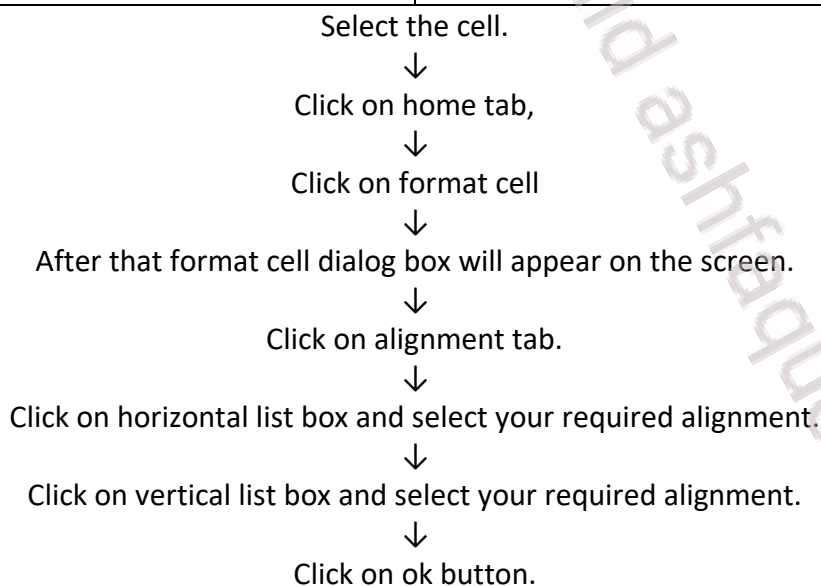 Select the cell.
↓
Click on home tab,
↓
Click on format cell
↓
After that format cell dialog box will appear on the screen.
↓
Click on alignment tab.
↓
Click on horizontal list box and select your required alignment.
↓
Click on vertical list box and select your required alignment.
↓
Click on ok button.